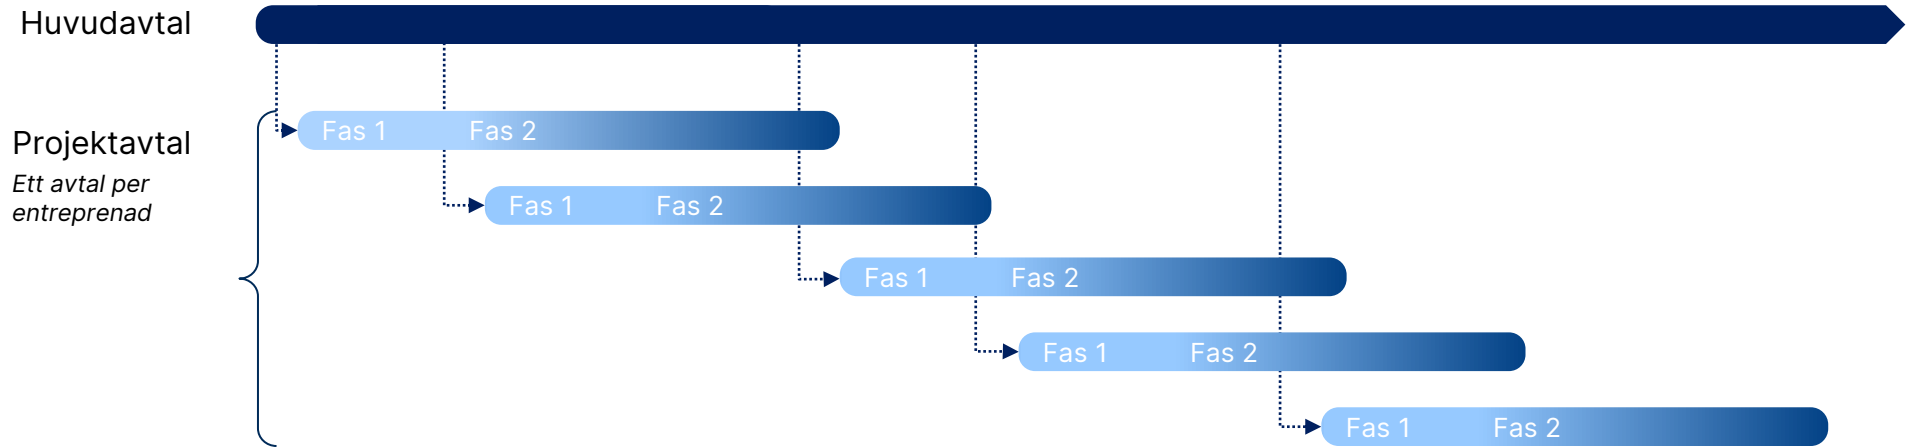 Huvudavtal
Projektavtal
Ett avtal per
entreprenad
Fas 1 Fas 2
Fas 1 Fas 2
Fas 1 Fas 2
Fas 1 Fas 2
Fas 1 Fas 2